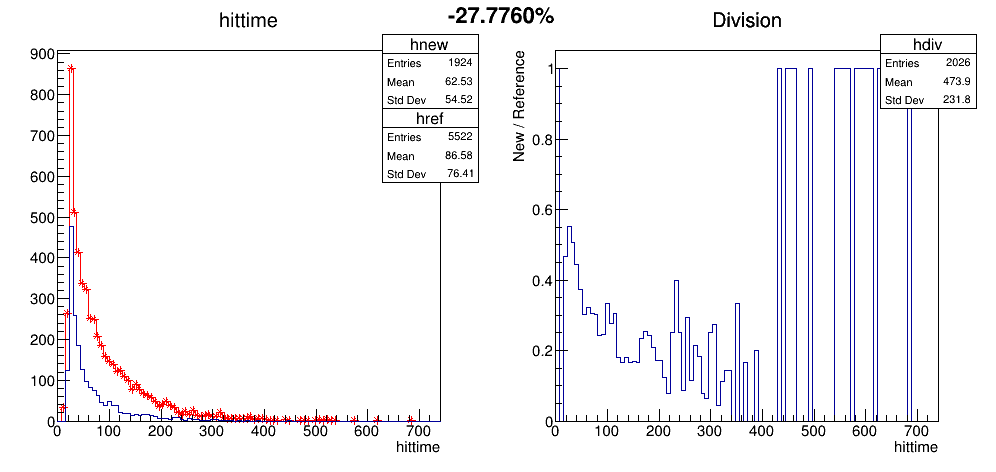 -27.7760%
hittime
hnew
Entries 1924
Mean 62.53
Std Dev 54.52
href
Entries 5522
Mean 86.58
Std Dev 76.41
900
800
700
600
500
400
300
200
100
0
0 100 200 300 400 500 600 700
hittime
Division
hdiv
Entries 2026
Mean 473.9
Std Dev 231.8
New / Reference
1
0.8
0.6
0.4
0.2
0
0 100 200 300 400 500 600 700
hittime